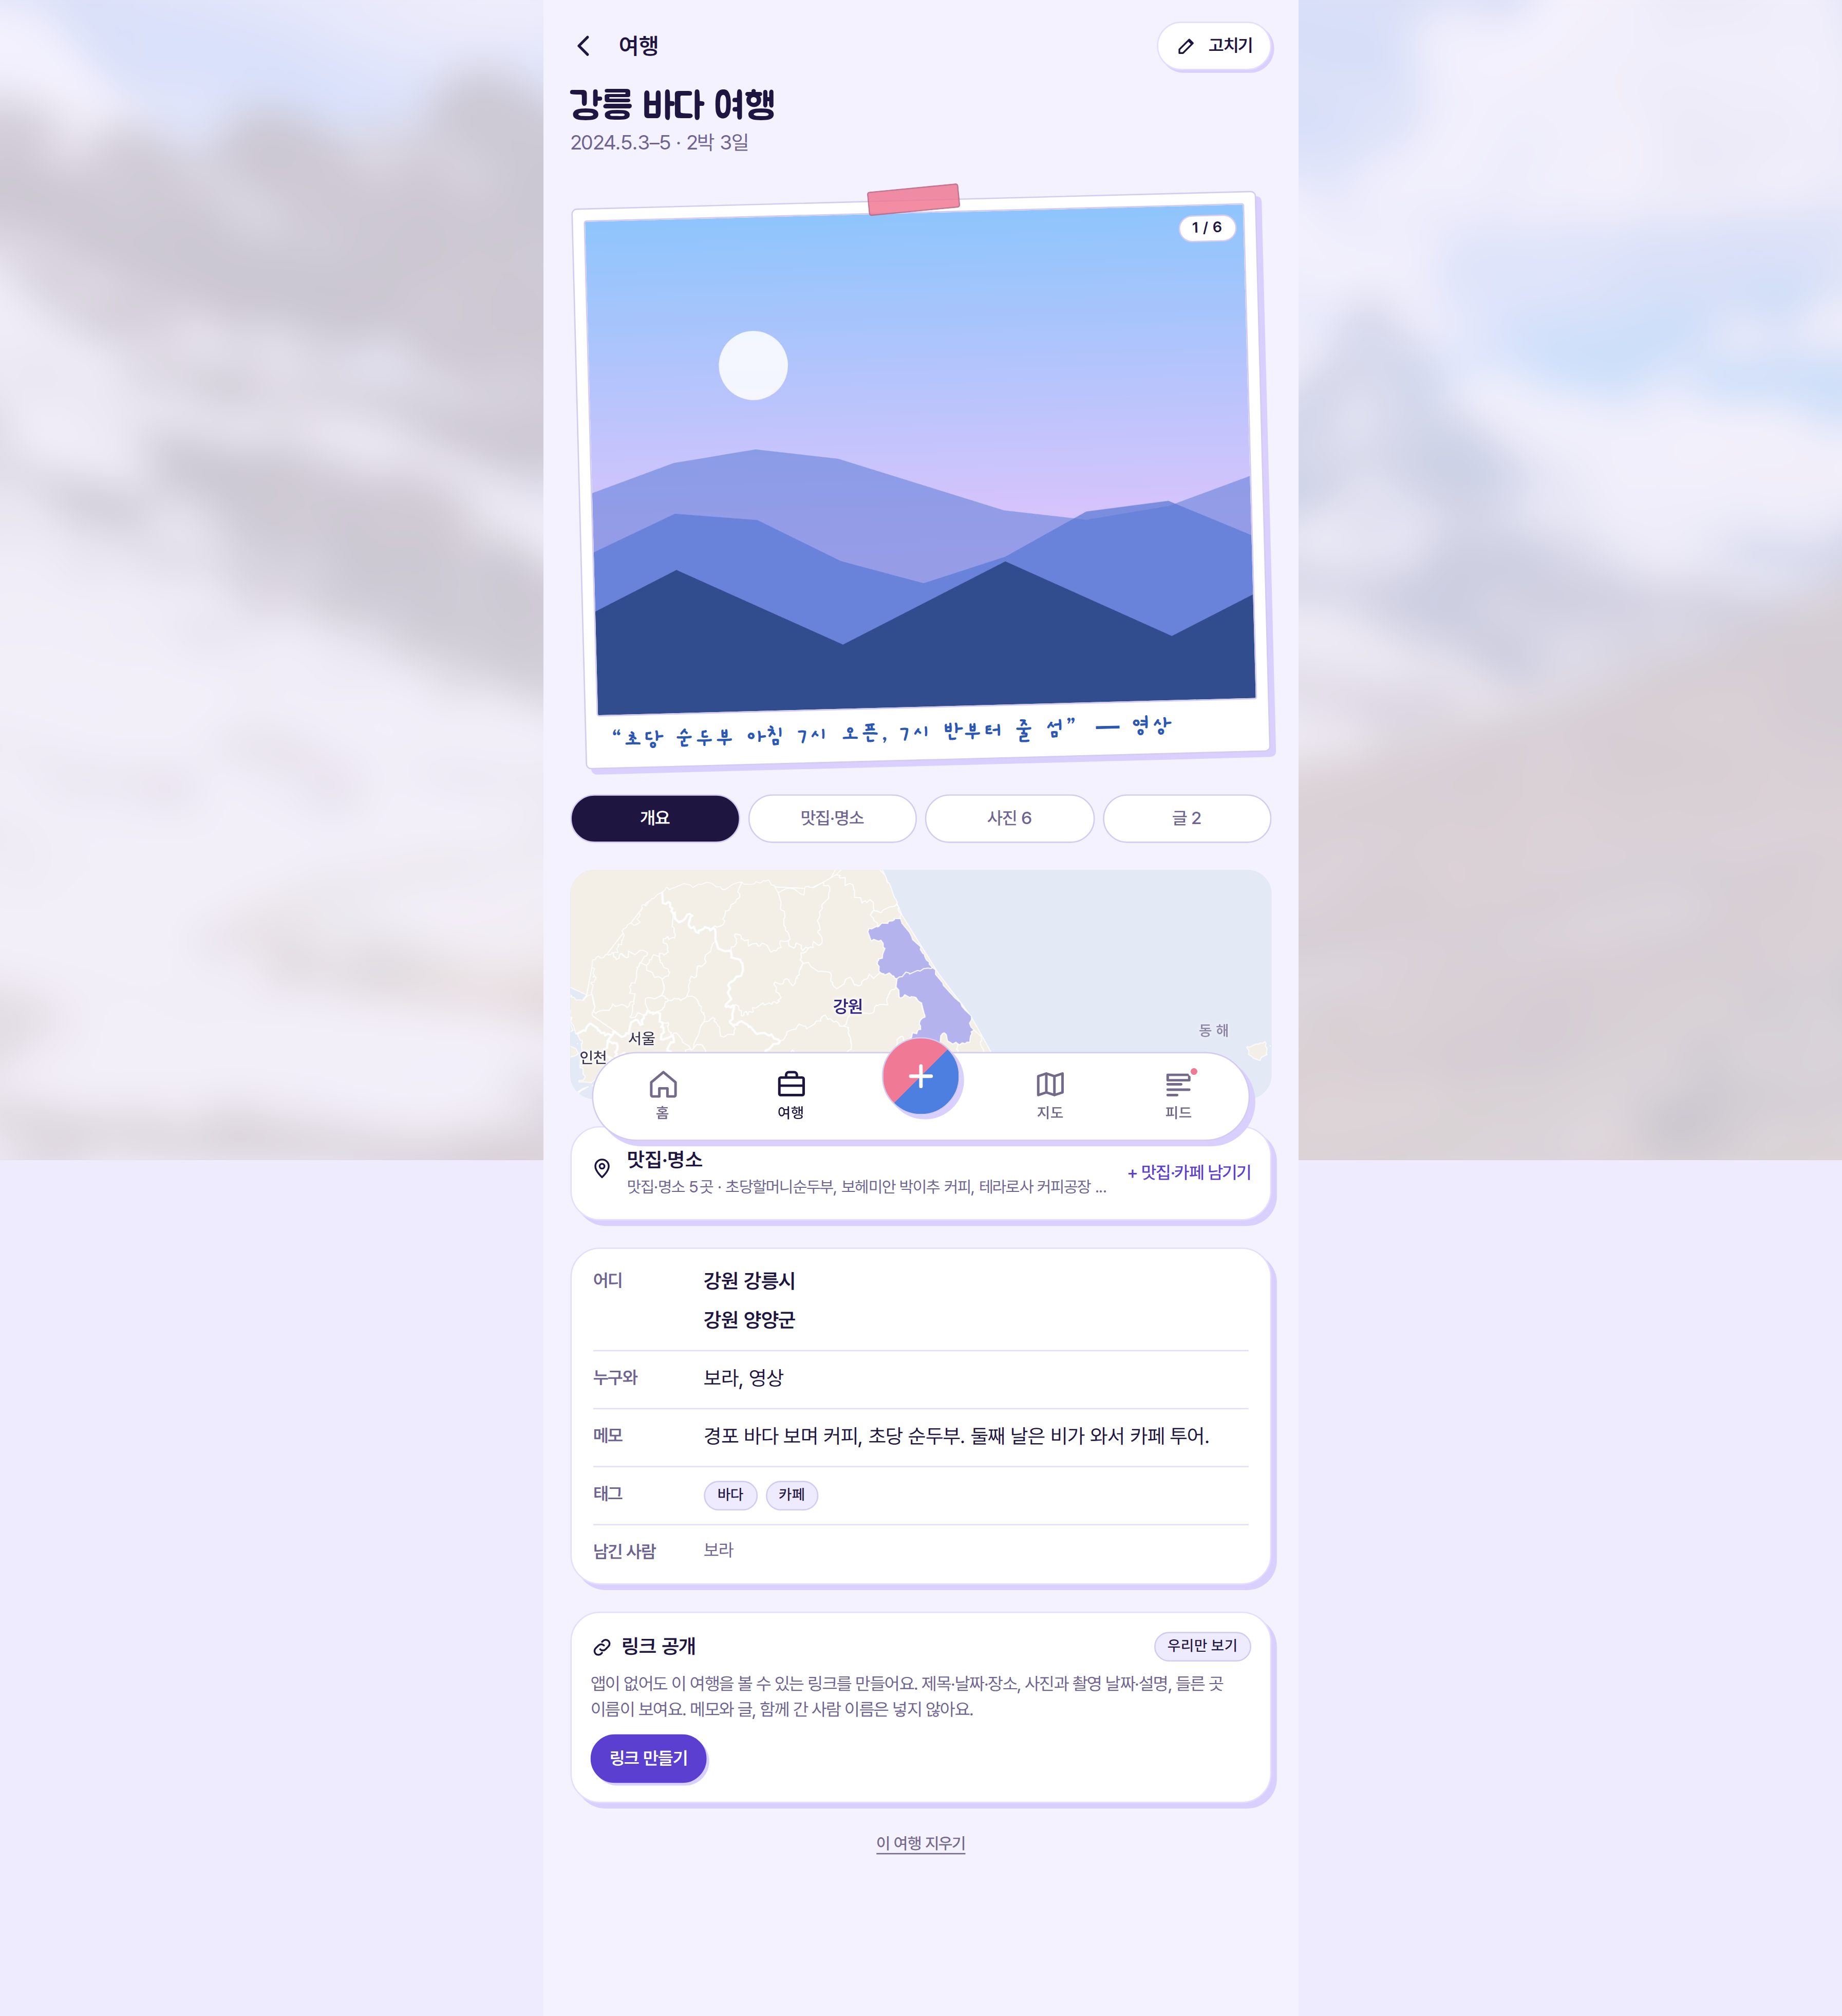 여행
고치기
강릉 바다 여행
2024.5.3–5 · 2박 3일
1 / 6
“초당 순두부 아침 7시 오픈, 7시 반부터 줄 섬” — 영상
개요
맛집·명소
사진 6
글 2
강원
동 해
서울
인천
홈
여행
+
지도
피드
맛집·명소
+ 맛집·카페 남기기
맛집·명소 5곳 · 초당할머니순두부, 보헤미안 박이추 커피, 테라로사 커피공장 ...
어디
강원 강릉시
강원 양양군
누구와
보라, 영상
메모
경포 바다 보며 커피, 초당 순두부. 둘째 날은 비가 와서 카페 투어.
태그
바다
카페
남긴 사람
보라
링크 공개
우리만 보기
앱이 없어도 이 여행을 볼 수 있는 링크를 만들어요. 제목·날짜·장소, 사진과 촬영 날짜·설명, 들른 곳
이름이 보여요. 메모와 글, 함께 간 사람 이름은 넣지 않아요.
링크 만들기
이 여행 지우기